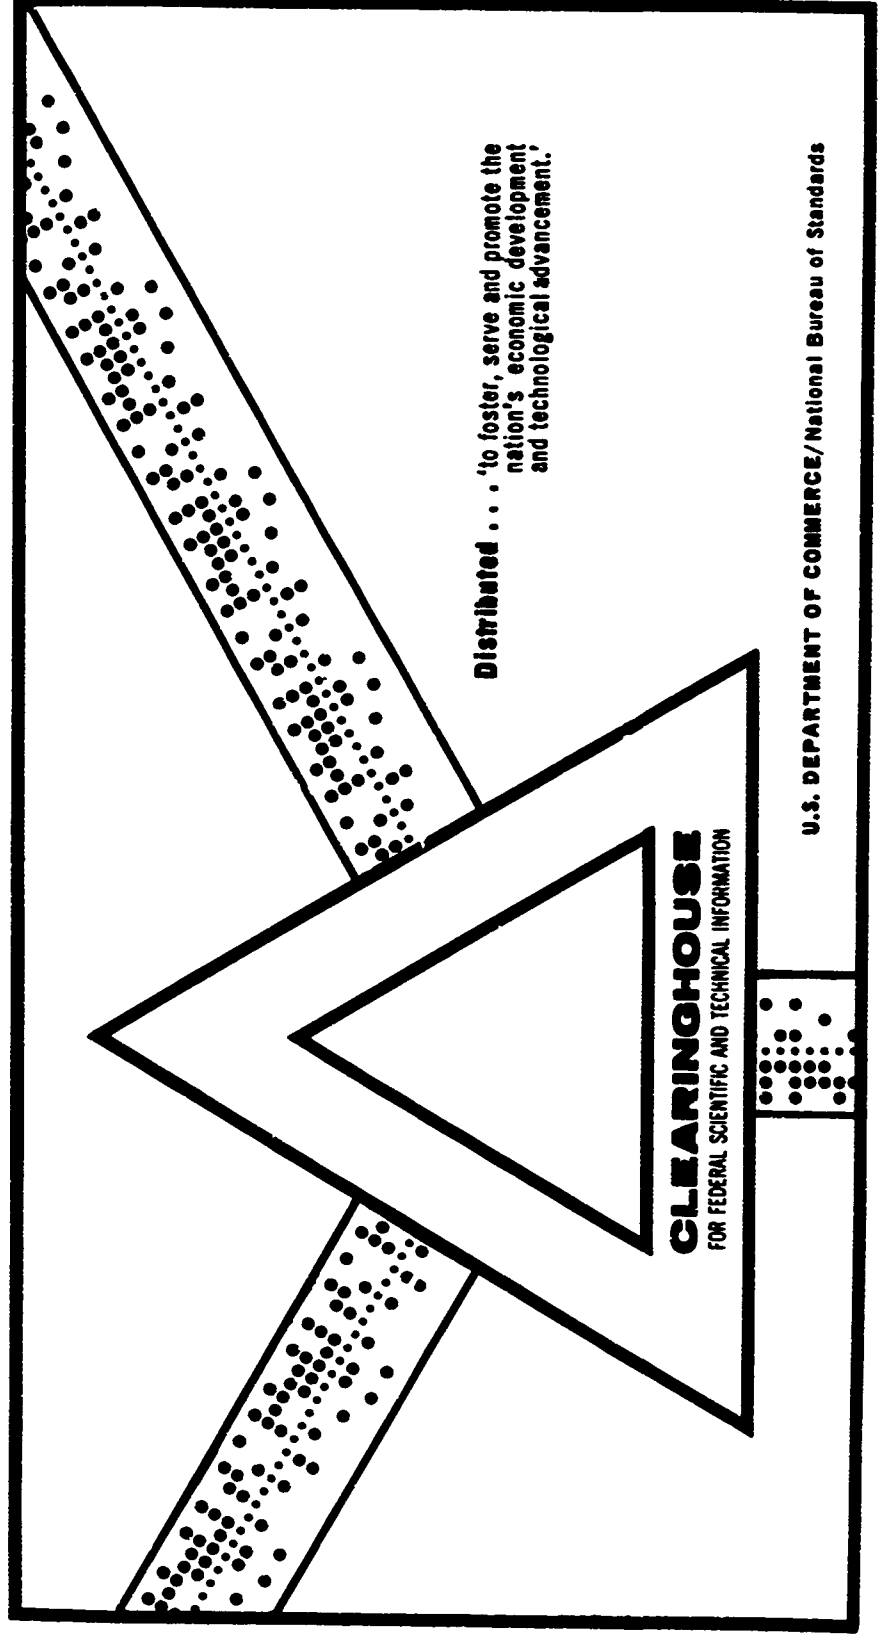 Distributed .... 'to foster, serve and promote the
nation's economic development
and technological advancement.'
CLEARINGHOUSE
FOR FEDERAL SCIENTIFIC AND TECHNICAL INFORMATION
U.S. DEPARTMENT OF COMMERCE/National Bureau of Standards